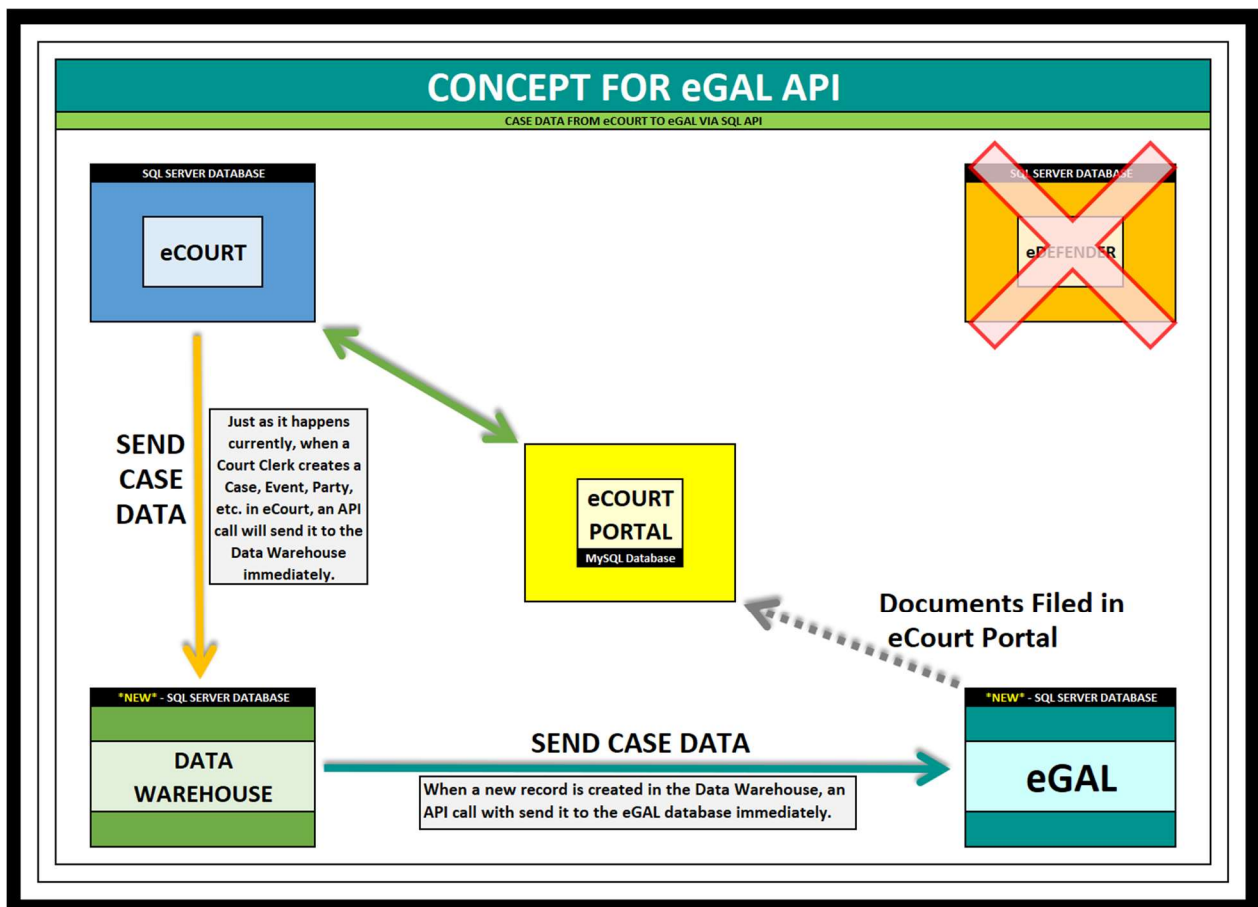 CONCEPT FOR eGAL API
CASE DATA FROM eCOURT TO eGAL VIA SQL API
SQL SERVER DATABASE
eCOURT
SQL SERVER DATABASE
eDEFENDER
SEND
CASE
DATA
Just as it happens
currently, when a
Court Clerk creates a
Case, Event, Party,
etc. in eCourt, an API
call will send it to the
Data Warehouse
immediately.
eCOURT
PORTAL
MySQL Database
Documents Filed in
eCourt Portal
*NEW* - SQL SERVER DATABASE
DATA
WAREHOUSE
SEND CASE DATA
When a new record is created in the Data Warehouse, an
API call with send it to the eGAL database immediately.
*NEW* - SQL SERVER DATABASE
eGAL